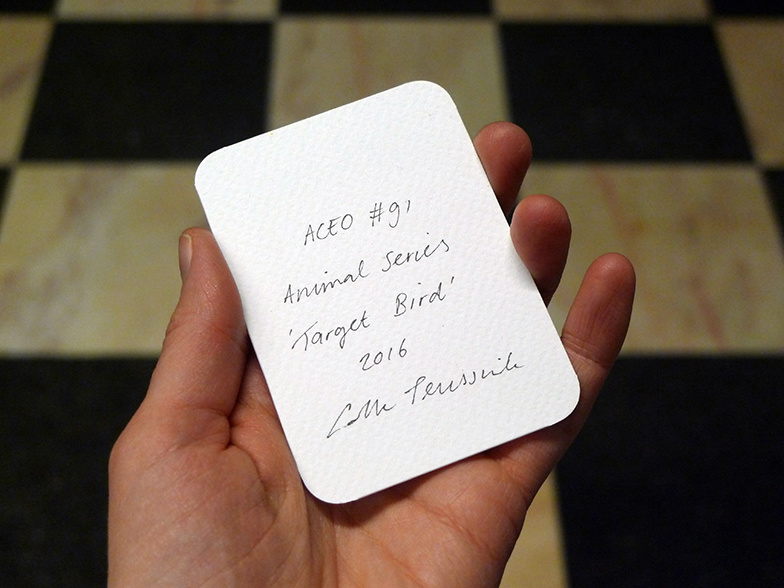 ACEO #91
Animal Series
'Target Bird'
2016